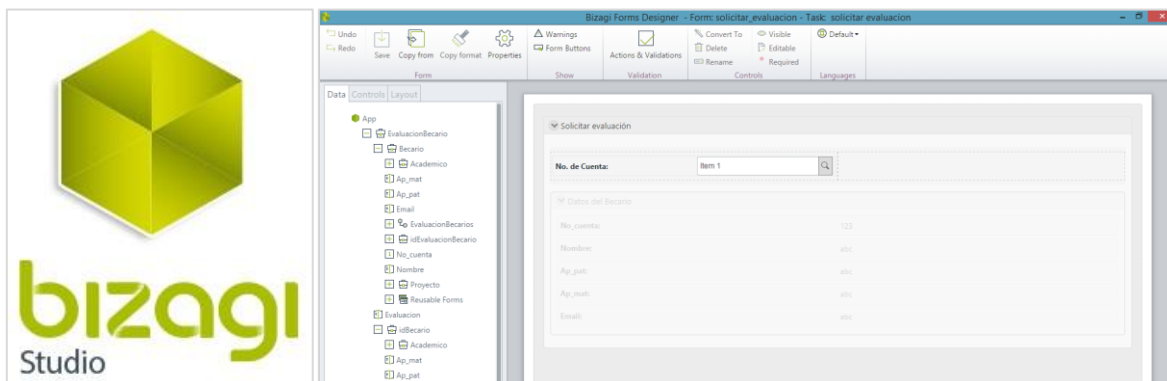 bizagi
Studio
Bizagi Forms Designer - Form: solicitar_evaluacion - Task: solicitar evaluacion
Undo
Redo
Save
Copy from
Copy format
Properties
Form
Warnings
Form Buttons
Show
Actions & Validations
Validation
Convert To
Delete
Rename
Visible
Editable
Required
Controls
Default
Languages
Data Controls Layout
App
EvaluacionBecario
Becario
Academico
Ap_mat
Ap_pat
Email
EvaluacionBecarios
idEvaluacionBecario
No_cuenta
Nombre
Proyecto
Reusable Forms
Evaluacion
idBecario
Academico
Ap_mat
Ap_pat
Solicitar evaluación
No. de Cuenta: Item 1
Datos del Becario
No_cuenta: 123
Nombre: abc
Ap_pat: abc
Ap_mat: abc
Email: abc